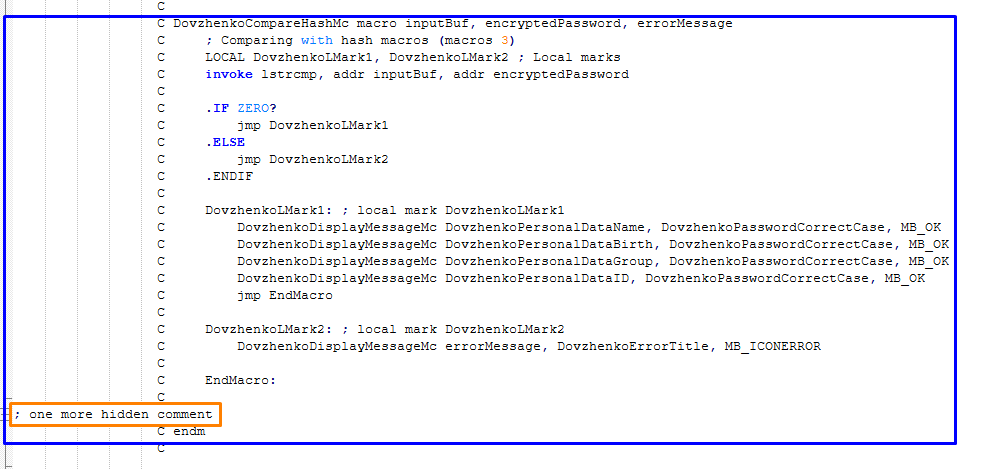 C
C DovzhenkoCompareHashMc macro inputBuf, encryptedPassword, errorMessage
C ; Comparing with hash macros (macros 3)
C LOCAL DovzhenkoLMark1, DovzhenkoLMark2 ; Local marks
C invoke lstrcmp, addr inputBuf, addr encryptedPassword
C
C .IF ZERO?
C jmp DovzhenkoLMark1
C .ELSE
C jmp DovzhenkoLMark2
C .ENDIF
C
C DovzhenkoLMark1: ; local mark DovzhenkoLMark1
C DovzhenkoDisplayMessageMc DovzhenkoPersonalDataName, DovzhenkoPasswordCorrectCase, MB_OK
C DovzhenkoDisplayMessageMc DovzhenkoPersonalDataBirth, DovzhenkoPasswordCorrectCase, MB_OK
C DovzhenkoDisplayMessageMc DovzhenkoPersonalDataGroup, DovzhenkoPasswordCorrectCase, MB_OK
C DovzhenkoDisplayMessageMc DovzhenkoPersonalDataID, DovzhenkoPasswordCorrectCase, MB_OK
C jmp EndMacro
C
C DovzhenkoLMark2: ; local mark DovzhenkoLMark2
C DovzhenkoDisplayMessageMc errorMessage, DovzhenkoErrorTitle, MB_ICONERROR
C
C EndMacro:
C
; one more hidden comment
C endm
C